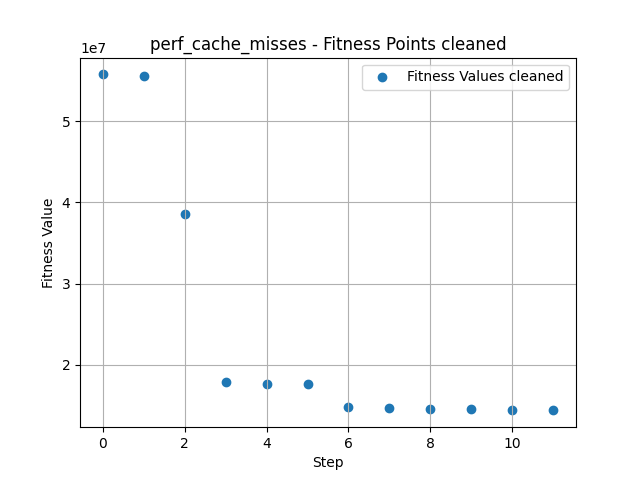 perf_cache_misses - Fitness Points cleaned
1e7
Fitness Values cleaned
5
4
3
2
Fitness Value
0 2 4 6 8 10
Step